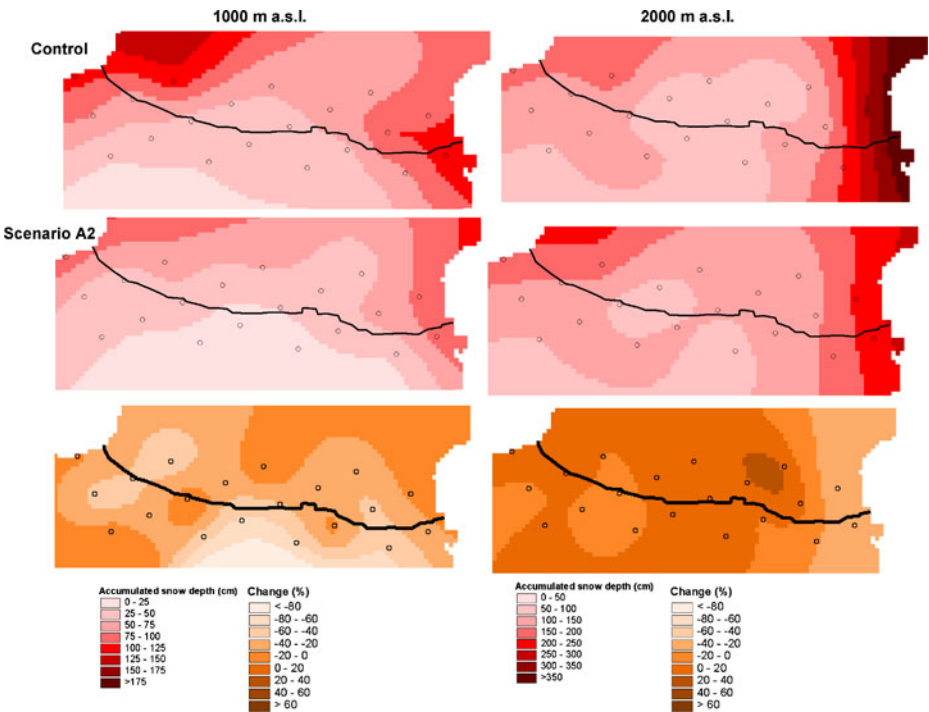 1000 m a.s.l.
2000 m a.s.l.
Control
Scenario A2
Accumulated snow depth (cm)
0 - 25
25 - 50
50 - 75
75 - 100
100 - 125
125 - 150
150 - 175
>175
Change (%)
< -80
-80 - -60
-60 - -40
-40 - -20
-20 - 0
0 - 20
20 - 40
40 - 60
> 60
Accumulated snow depth (cm)
0 - 50
50 - 100
100 - 150
150 - 200
200 - 250
250 - 300
300 - 350
>350
Change (%)
< -80
-80 - -60
-60 - -40
-40 - -20
-20 - 0
0 - 20
20 - 40
40 - 60
> 60